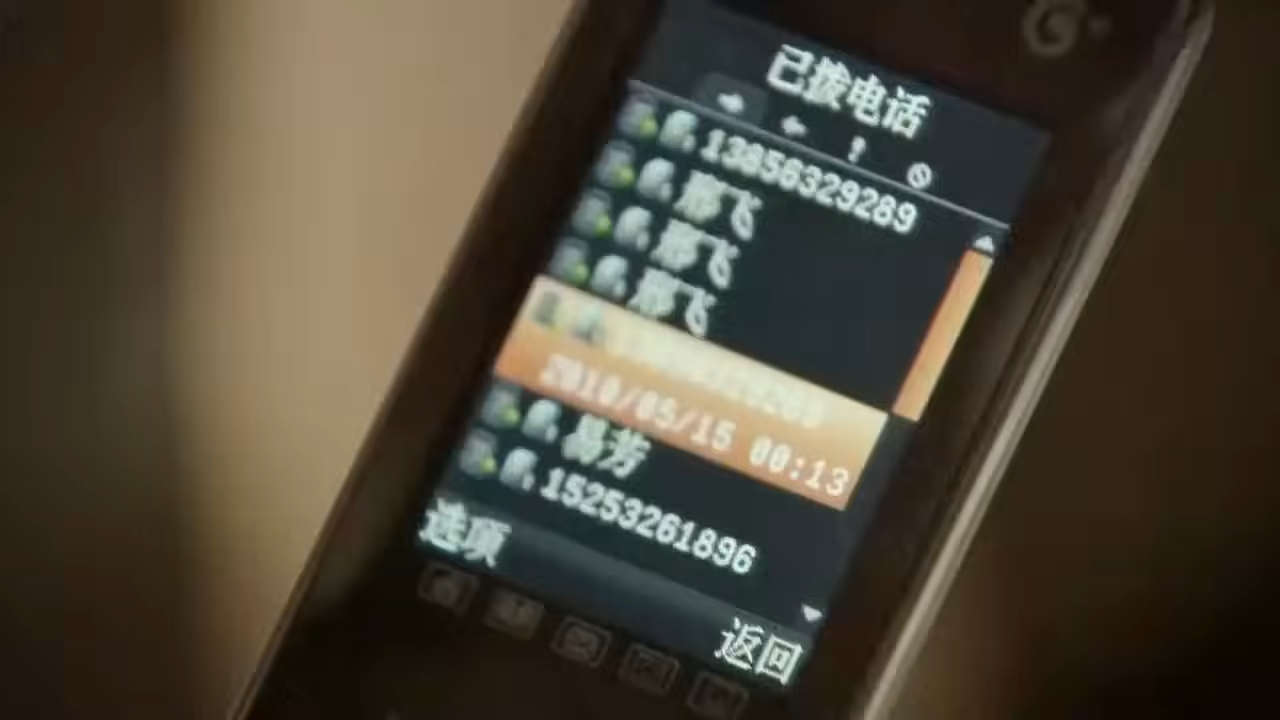 已拨电话
13856329289
郑飞
郑飞
郑飞
2010/05/15 00:13
易芳
15253261896
选项
返回